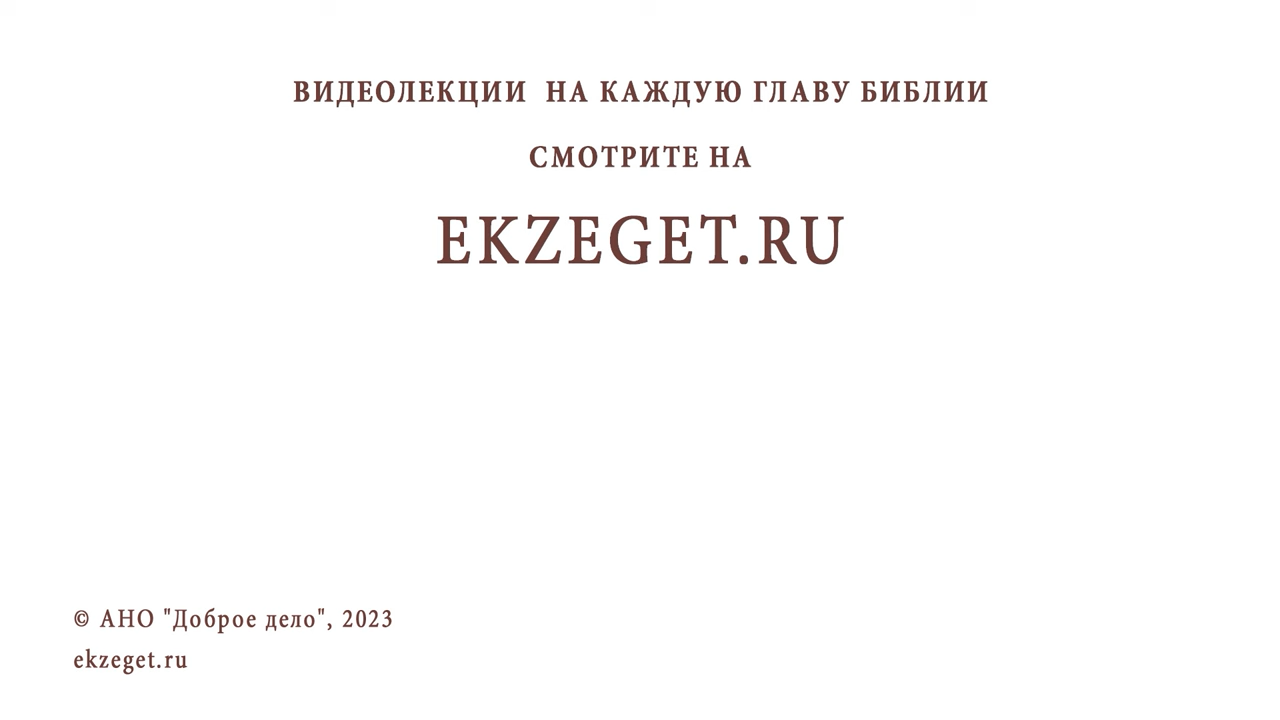 ВИДЕОЛЕКЦИИ НА КАЖДУЮ ГЛАВУ БИБЛИИ
СМОТРИТЕ НА
EKZEGET.RU
© АНО "Доброе дело", 2023
ekzeget.ru